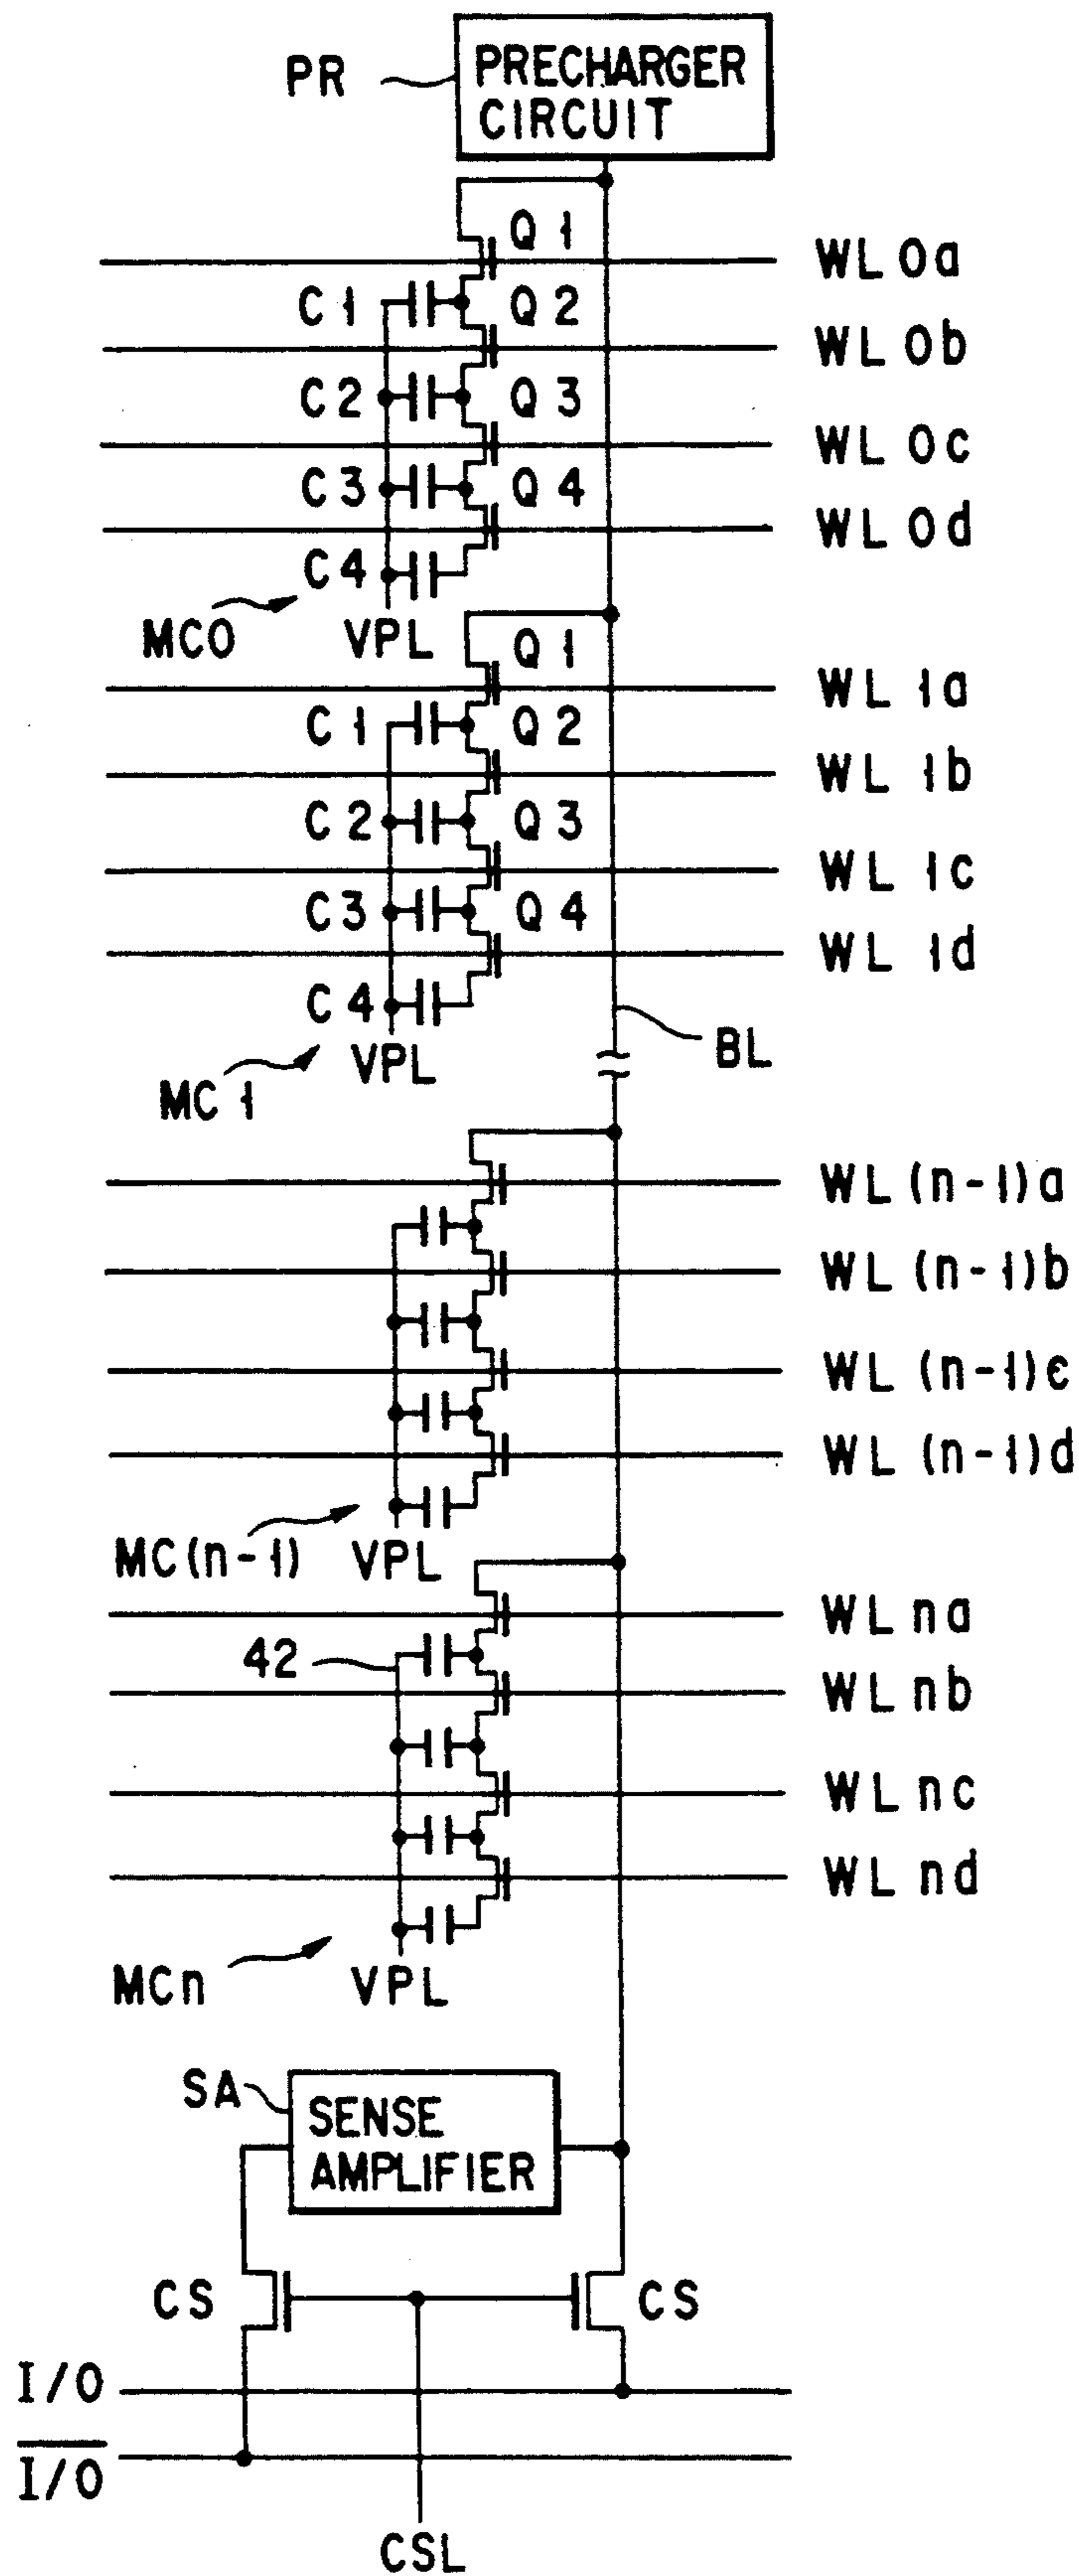 PR
PRECHARGER
CIRCUIT
Q1
WL0a
C1
Q2
WL0b
C2
Q3
WL0c
C3
Q4
WL0d
C4
MC0
VPL
Q1
WL1a
C1
Q2
WL1b
C2
Q3
WL1c
C3
Q4
WL1d
C4
VPL
BL
MC1
WL(n-1)a
WL(n-1)b
WL(n-1)c
WL(n-1)d
MC(n-1)
VPL
WLna
42
WLnb
WLnc
WLnd
MCn
VPL
SA
SENSE
AMPLIFIER
CS
CS
I/O
I/O
CSL